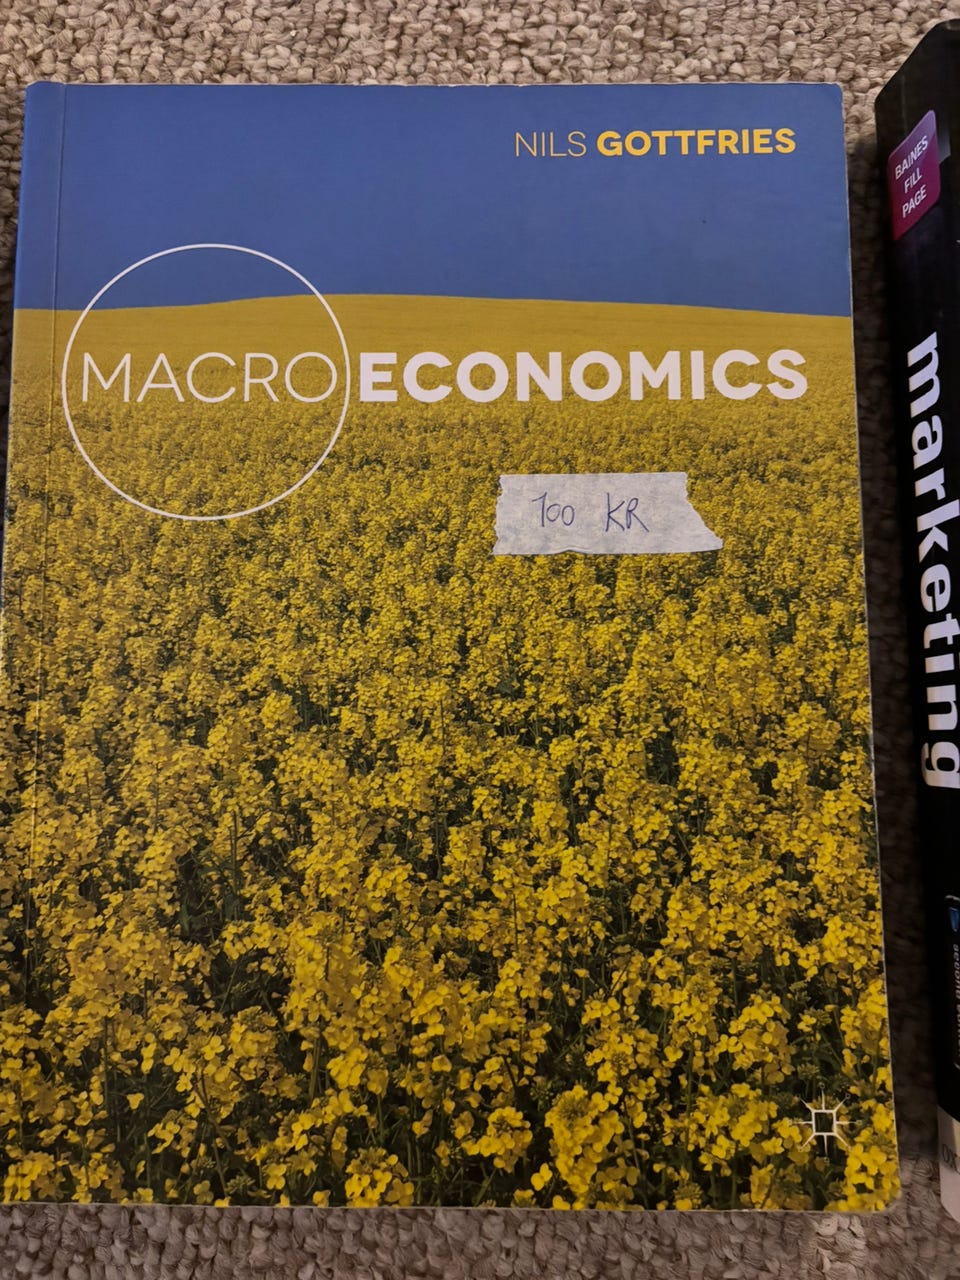 NILS GOTTFRIES
MACROECONOMICS
100 KR
BAINES
FILL
PAGE
marketing